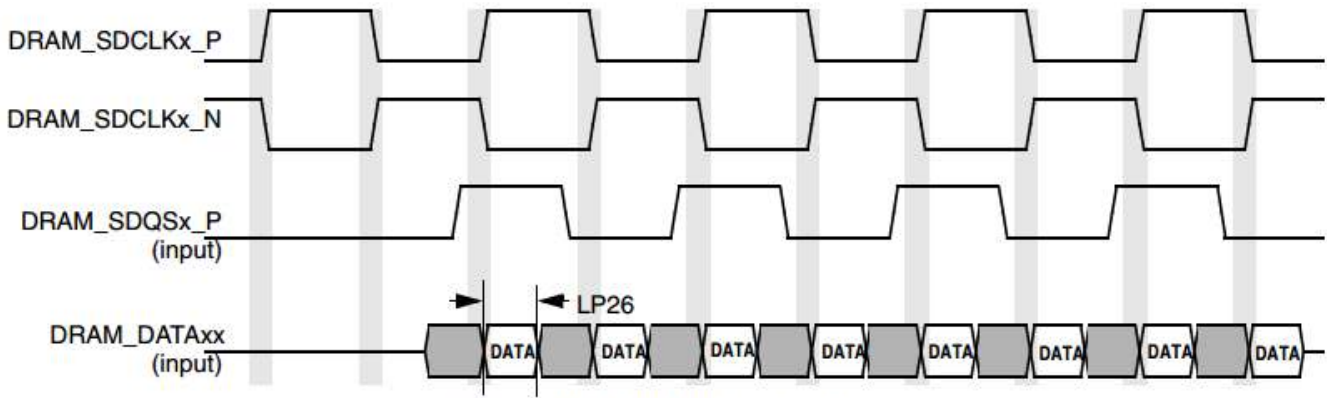 DRAM_SDCLKx_P
DRAM_SDCLKx_N
DRAM_SDQSx_P
(input)
LP26
DRAM_DATAxx
(input)
DATA DATA DATA DATA DATA DATA DATA DATA